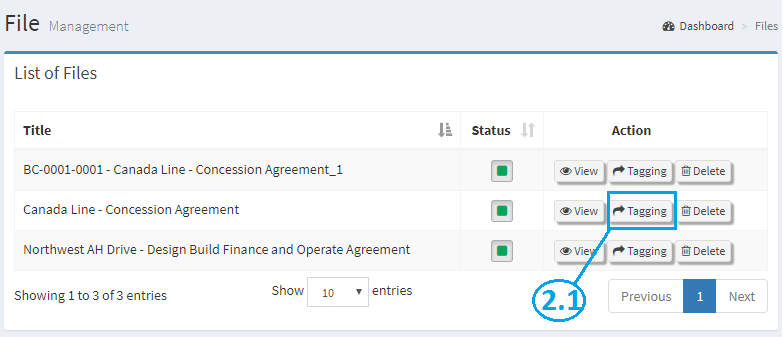 File Management
Dashboard > Files
List of Files
Title Status Action
BC-0001-0001 - Canada Line - Concession Agreement_1 View Tagging Delete
Canada Line - Concession Agreement View Tagging Delete
Northwest AH Drive - Design Build Finance and Operate Agreement View Tagging Delete
Showing 1 to 3 of 3 entries Show 10 entries Previous 1 Next
2.1